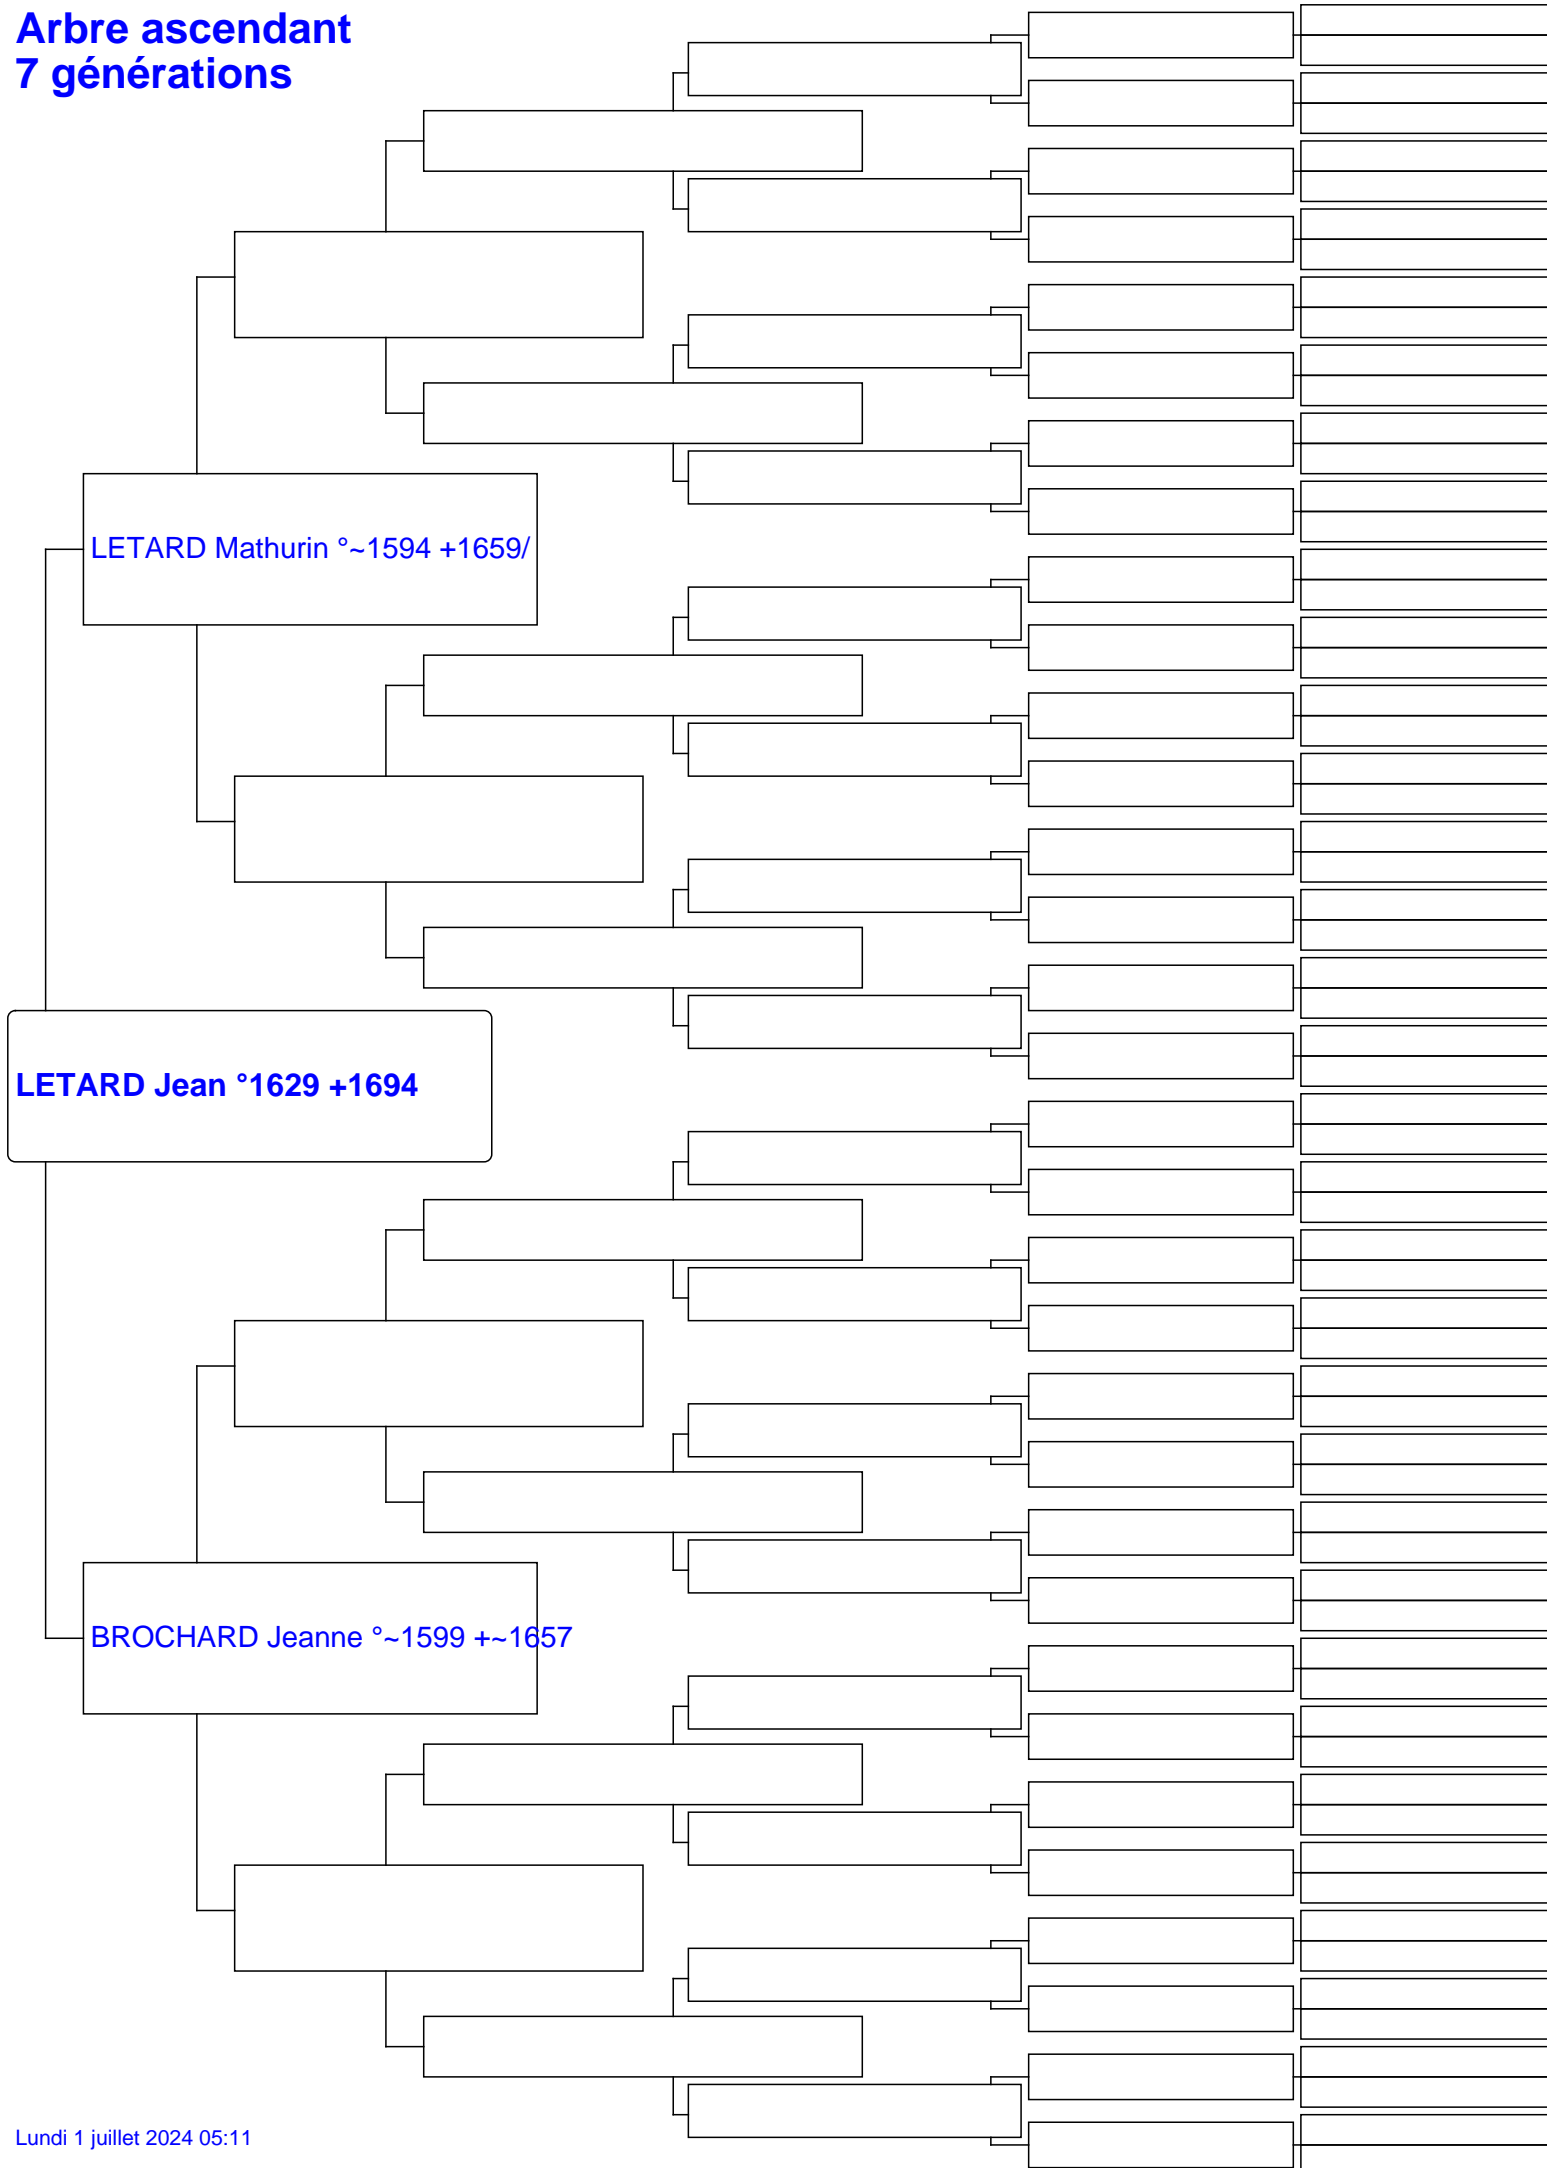 Arbre ascendant
7 générations
LETARD Mathurin °~1594 +1659/
LETARD Jean °1629 +1694
BROCHARD Jeanne °~1599 +~1657
Lundi 1 juillet 2024 05:11